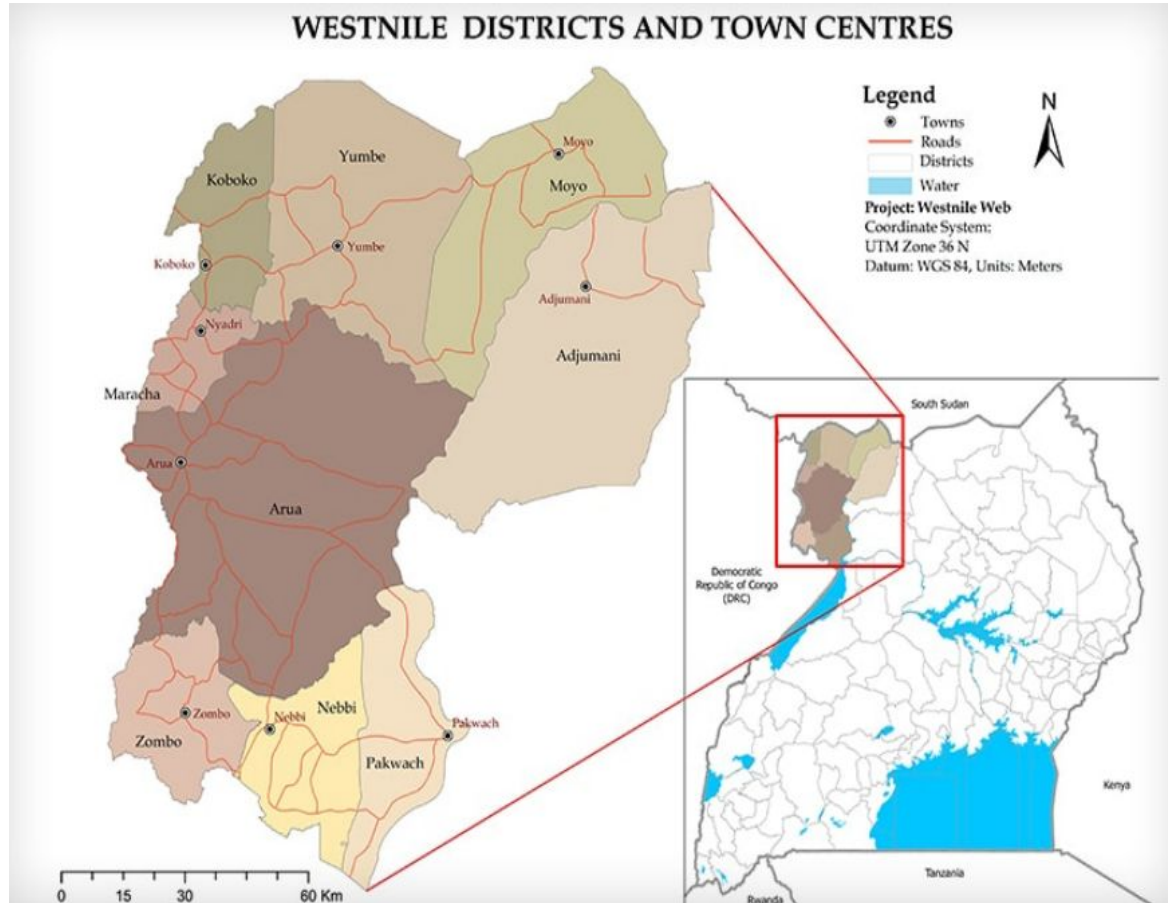 WESTNILE DISTRICTS AND TOWN CENTRES
Legend
Towns
Roads
Districts
Water
Project: Westnile Web
Coordinate System:
UTM Zone 36 N
Datum: WGS 84, Units: Meters
N
Moyo
Yumbe
Koboko
Moyo
Yumbe
Koboko
Adjumani
Nyadri
Adjumani
Maracha
Arua
Arua
Nebbi
Zombo
Nebbi
Pakwach
Zombo
Pakwach
South Sudan
Democratic
Republic of Congo
(DRC)
Kenya
Tanzania
Rwanda
0 15 30 60 Km